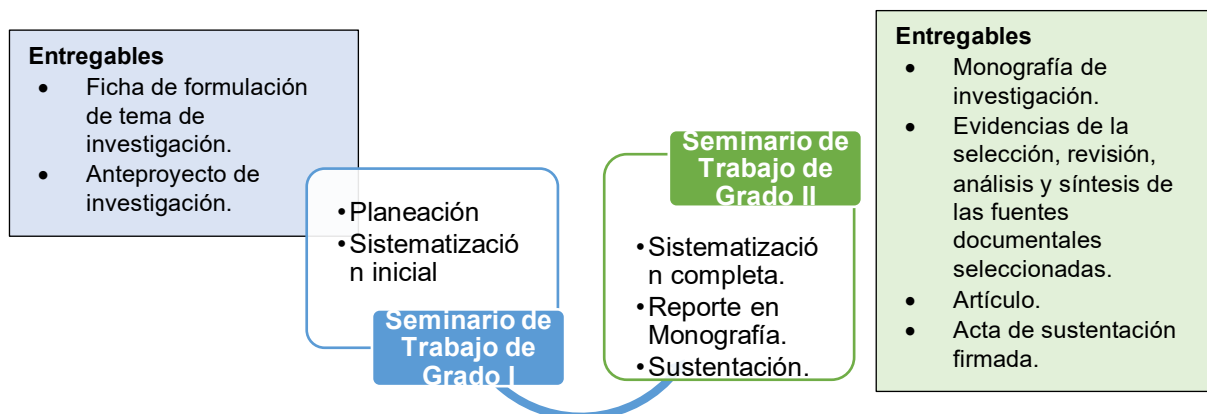 Entregables
• Ficha de formulación
de tema de
investigación.
• Anteproyecto de
investigación.
•Planeación
•Sistematizació
n inicial
Seminario de
Trabajo de
Grado I
Seminario de
Trabajo de
Grado II
•Sistematizació
n completa.
•Reporte en
Monografía.
•Sustentación.
Entregables
• Monografía de
investigación.
• Evidencias de la
selección, revisión,
análisis y síntesis de
las fuentes
documentales
seleccionadas.
• Artículo.
• Acta de sustentación
firmada.